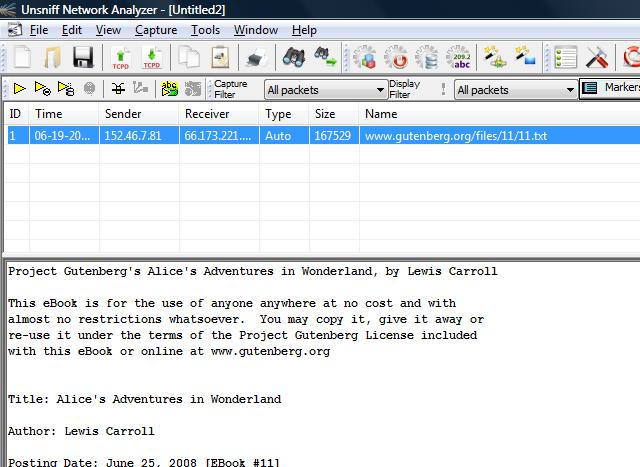 Unsniff Network Analyzer - [Untitled2]
File Edit View Capture Tools Window Help
TCPD TCPD 209.2 abc
abc Capture Filter All packets Display Filter ! All packets Markers
ID Time Sender Receiver Type Size Name
1 06-19-20... 152.46.7.81 66.173.221.... Auto 167529 www.gutenberg.org/files/11/11.txt
Project Gutenberg's Alice's Adventures in Wonderland, by Lewis Carroll
This eBook is for the use of anyone anywhere at no cost and with
almost no restrictions whatsoever.  You may copy it, give it away or
re-use it under the terms of the Project Gutenberg License included
with this eBook or online at www.gutenberg.org
Title: Alice's Adventures in Wonderland
Author: Lewis Carroll
Posting Date: June 25, 2008 [EBook #11]